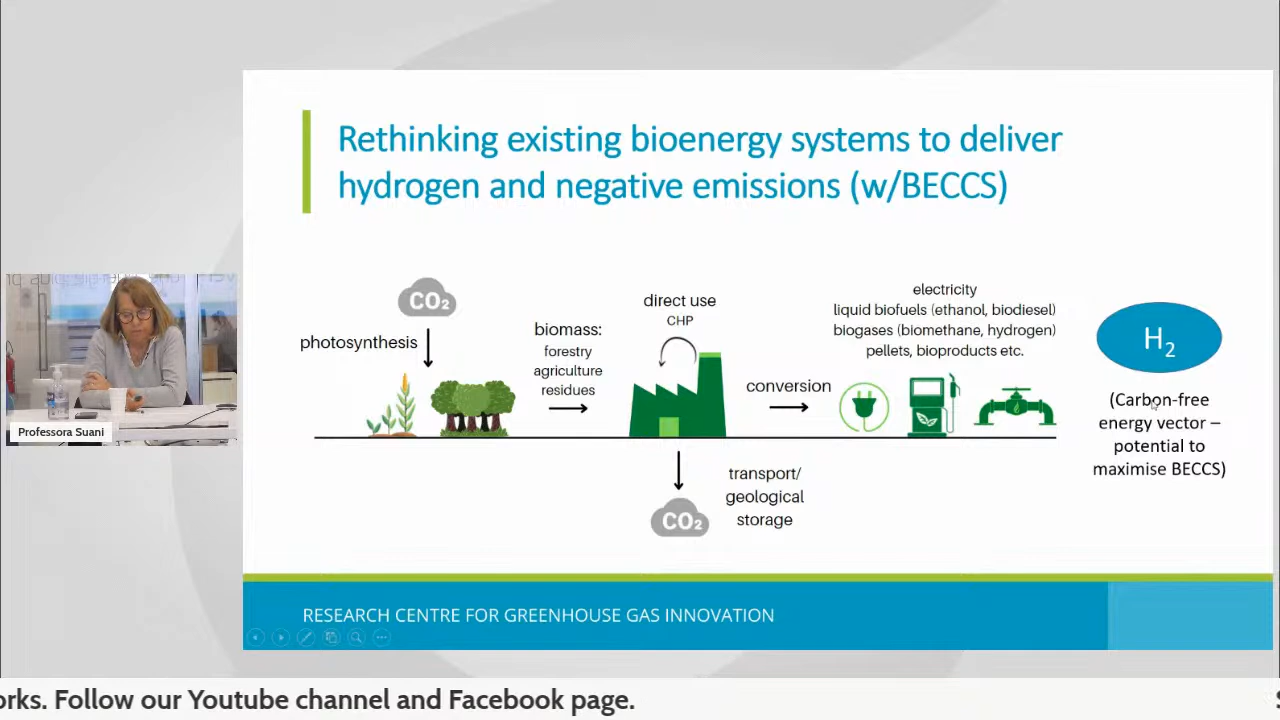 Rethinking existing bioenergy systems to deliver
hydrogen and negative emissions (w/BECCS)
CO2
photosynthesis
biomass:
forestry
agriculture
residues
direct use
CHP
conversion
electricity
liquid biofuels (ethanol, biodiesel)
biogases (biomethane, hydrogen)
pellets, bioproducts etc.
H2
(Carbon-free
energy vector –
potential to
maximise BECCS)
CO2
transport/
geological
storage
RESEARCH CENTRE FOR GREENHOUSE GAS INNOVATION
Professora Suani
orks. Follow our Youtube channel and Facebook page.